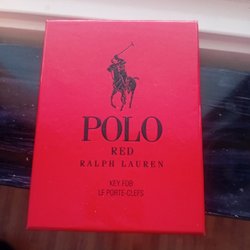 POLO
RED
RALPH LAUREN
KEY FOB
LE PORTE-CLEFS